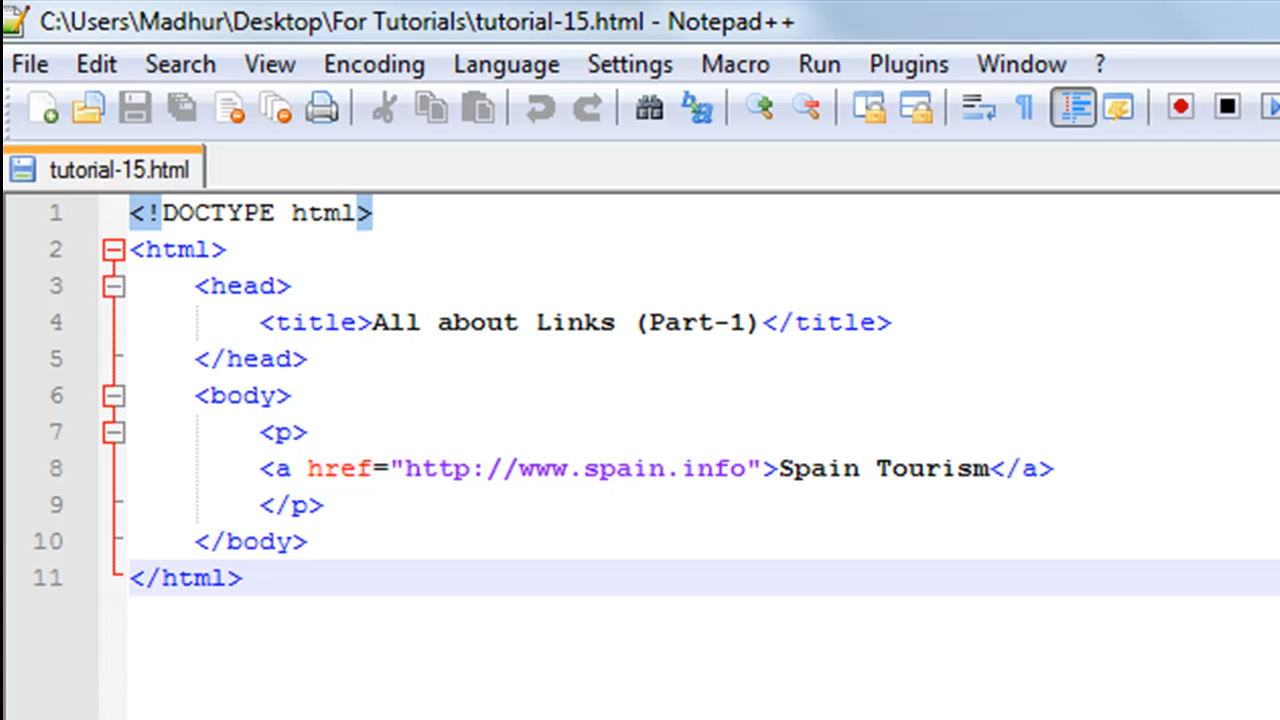 C:\Users\Madhur\Desktop\For Tutorials\tutorial-15.html - Notepad++
File Edit Search View Encoding Language Settings Macro Run Plugins Window ?
tutorial-15.html
1 <!DOCTYPE html>
2 <html>
3 <head>
4 <title>All about Links (Part-1)</title>
5 </head>
6 <body>
7 <p>
8 <a href="http://www.spain.info">Spain Tourism</a>
9 </p>
10 </body>
11 </html>